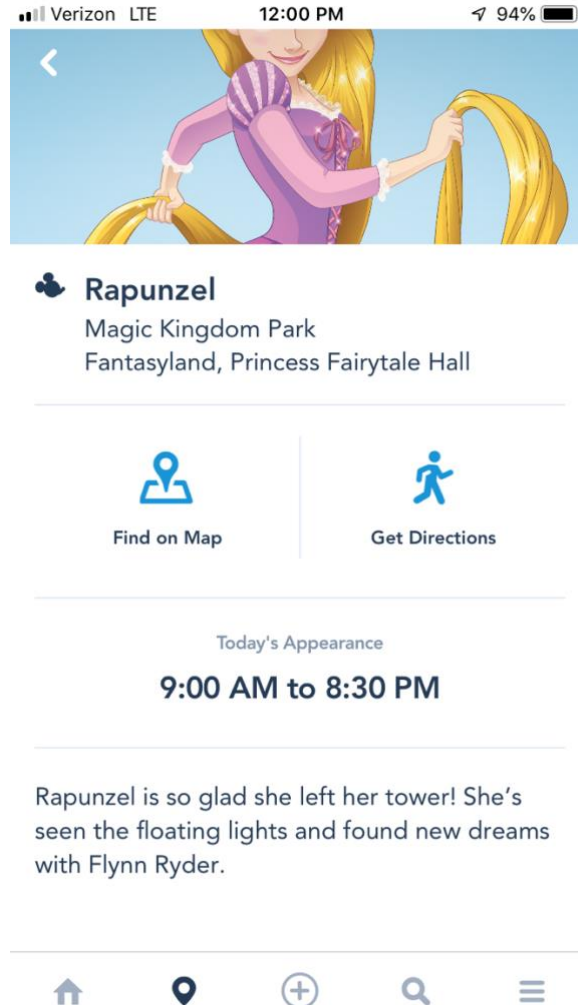 Verizon LTE 12:00 PM 94%
Rapunzel
Magic Kingdom Park
Fantasyland, Princess Fairytale Hall
Find on Map Get Directions
Today's Appearance
9:00 AM to 8:30 PM
Rapunzel is so glad she left her tower! She's
seen the floating lights and found new dreams
with Flynn Ryder.